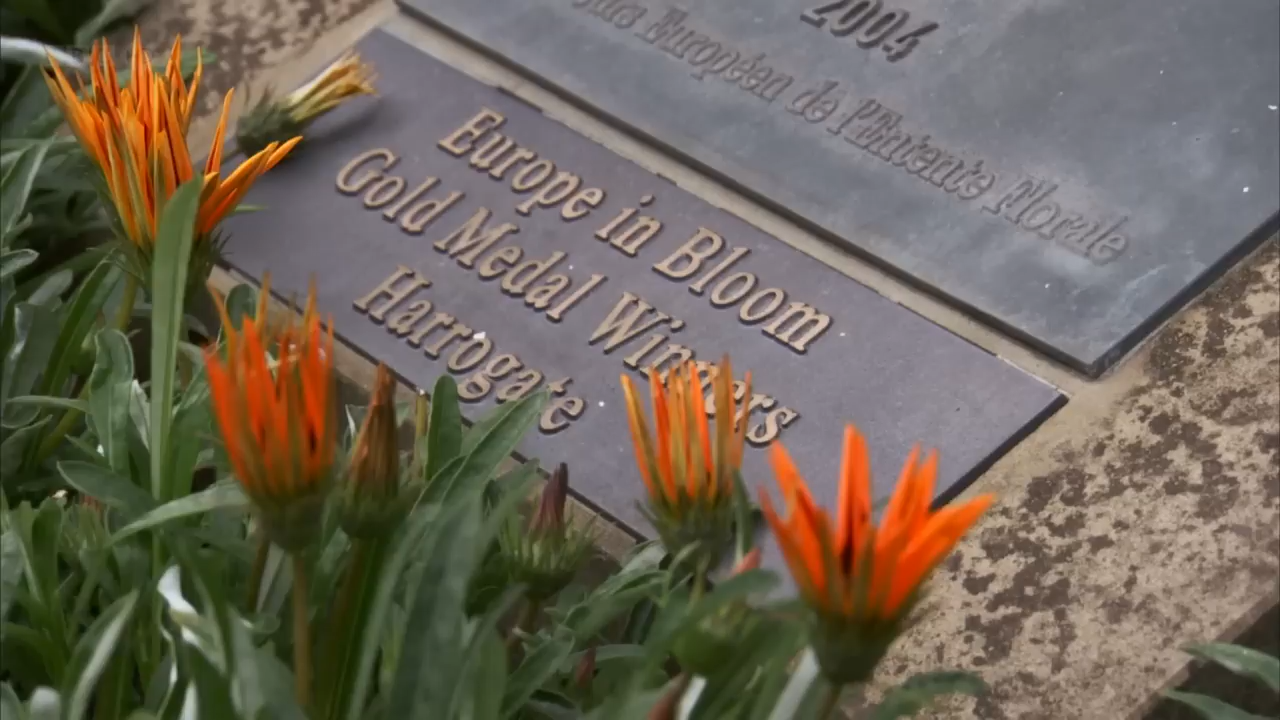 2004
Européen de l'Entente Florale
Europe in Bloom
Gold Medal Winners
Harrogate